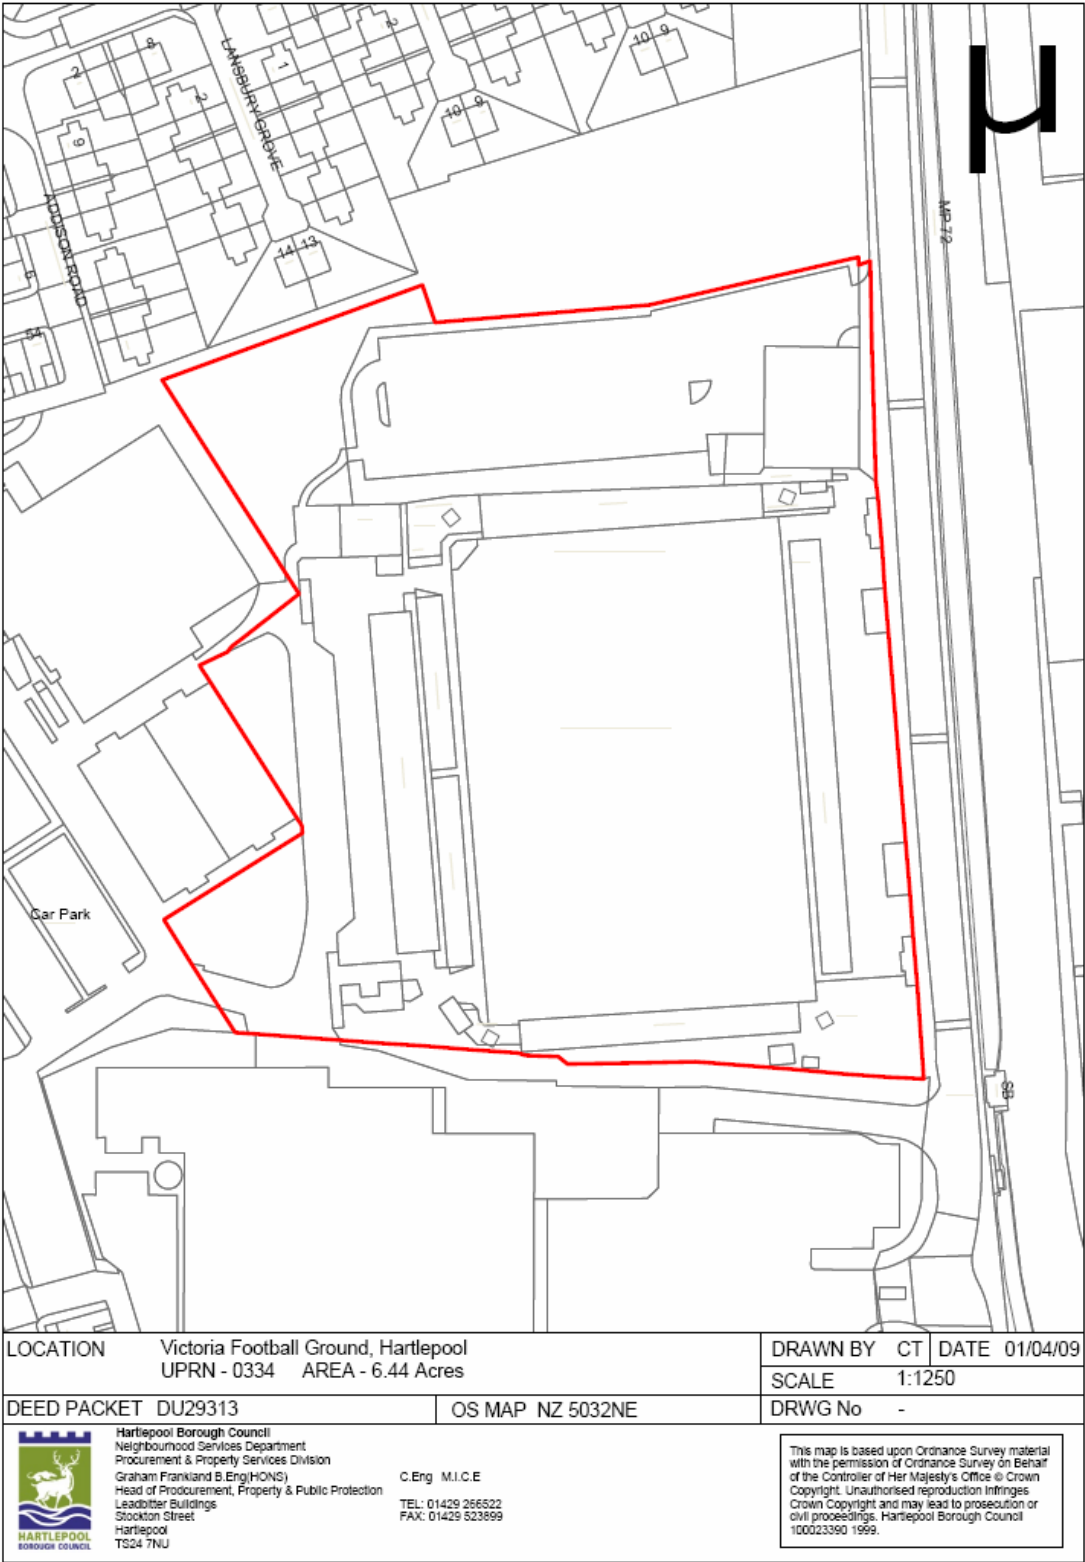 2
8
2
1
2
10 9
10 9
9
LANSBURY GROVE
ADDISON ROAD
14 13
6
54
µ
MP 72
Car Park
SB
LOCATION Victoria Football Ground, Hartlepool
UPRN - 0334 AREA - 6.44 Acres
DRAWN BY CT DATE 01/04/09
SCALE 1:1250
DEED PACKET DU29313 OS MAP NZ 5032NE DRWG No -
Hartlepool Borough Council
Neighbourhood Services Department
Procurement & Property Services Division
Graham Frankland B.Eng(HONS) C.Eng M.I.C.E
Head of Prodcurement, Property & Public Protection
Leadbitter Buildings TEL: 01429 266522
Stockton Street FAX: 01429 523899
Hartlepool
TS24 7NU
HARTLEPOOL
BOROUGH COUNCIL
This map is based upon Ordnance Survey material
with the permission of Ordnance Survey on Behalf
of the Controller of Her Majesty's Office © Crown
Copyright. Unauthorised reproduction infringes
Crown Copyright and may lead to prosecution or
civil proceedings. Hartlepool Borough Council
100023390 1999.